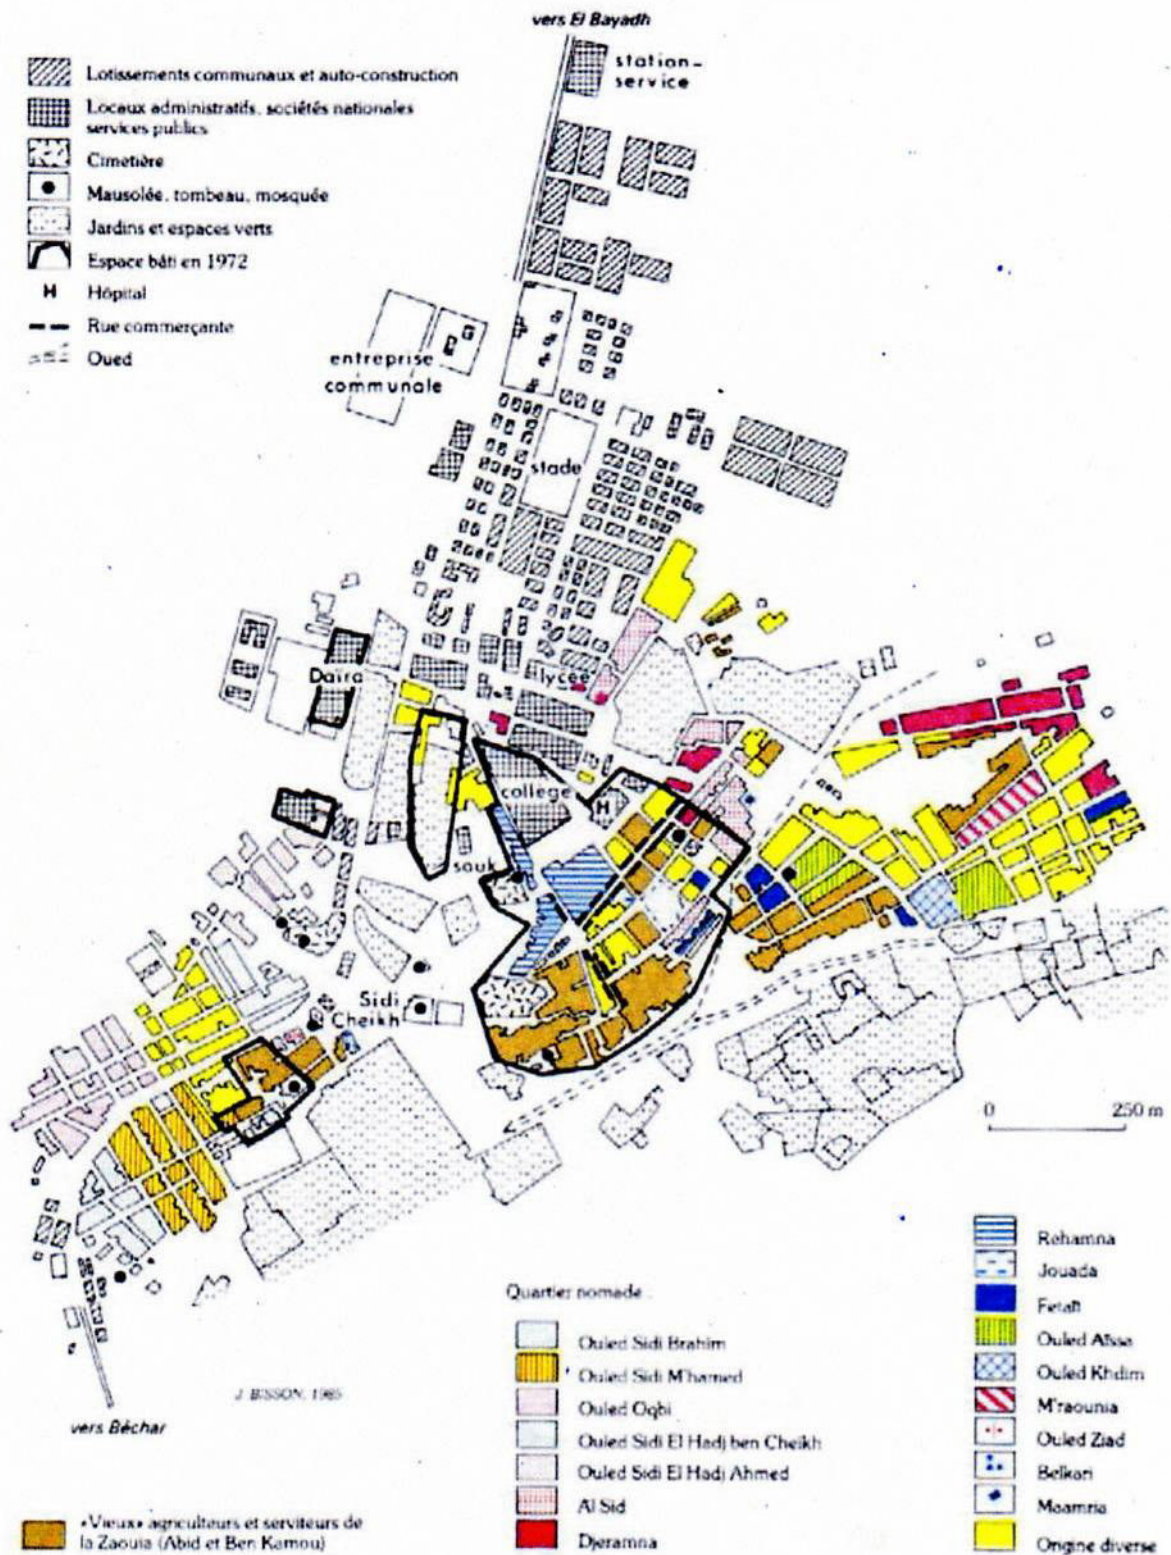 vers El Bayadh
station-
service
Lotissements communaux et auto-construction
Locaux administratifs, sociétés nationales
services publics
Cimetière
Mausolée, tombeau, mosquée
Jardins et espaces verts
Espace bâti en 1972
H Hôpital
Rue commerçante
Oued
entreprise
communale
stade
Daïra
lycée
collège
H
souk
Sidi
Cheikh
0 250 m
vers Béchar
J. BISSON, 1985
Quartier nomade :
Ouled Sidi Brahim
Ouled Sidi M'hamed
Ouled Oqbi
Ouled Sidi El Hadj ben Cheikh
Ouled Sidi El Hadj Ahmed
Al Sid
Djeramna
Rehamna
Jouada
Fetaït
Ouled Aïssa
Ouled Khdim
M'raounia
Ouled Ziad
Belkari
Maamria
Origine diverse
«Vieux» agriculteurs et serviteurs de
la Zaouia (Abid et Ben Kamou)